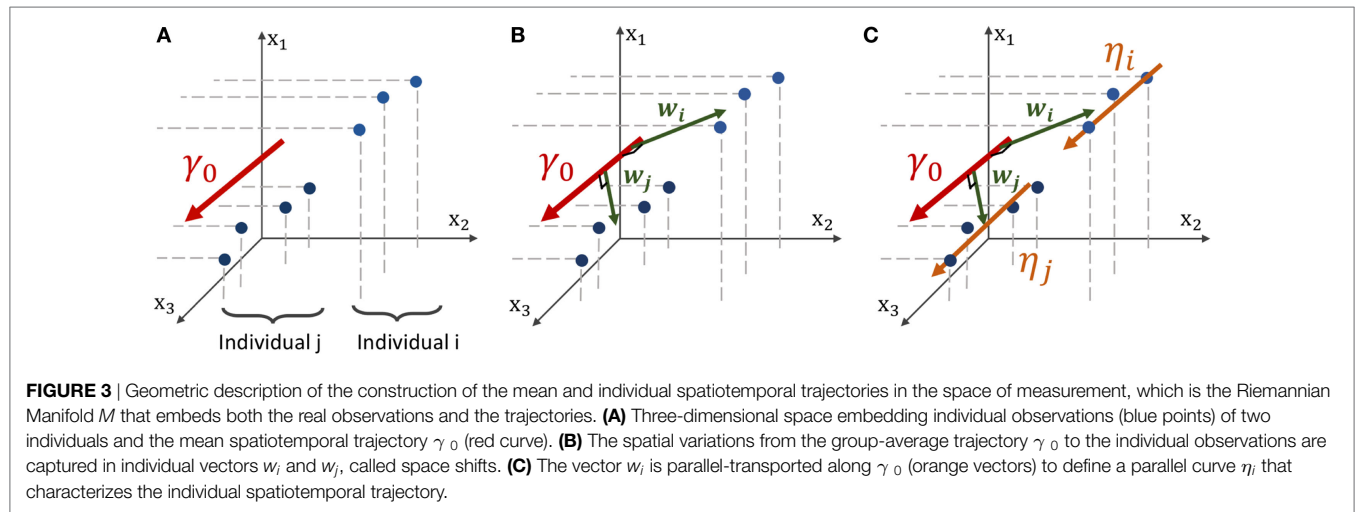 A
B
C
x₁
x₁
x₁
ηᵢ
wᵢ
wᵢ
γ₀
γ₀
γ₀
wⱼ
wⱼ
x₂
x₂
x₂
ηⱼ
x₃
x₃
x₃
Individual j
Individual i
FIGURE 3 | Geometric description of the construction of the mean and individual spatiotemporal trajectories in the space of measurement, which is the Riemannian
Manifold M that embeds both the real observations and the trajectories. (A) Three-dimensional space embedding individual observations (blue points) of two
individuals and the mean spatiotemporal trajectory γ ₀ (red curve). (B) The spatial variations from the group-average trajectory γ ₀ to the individual observations are
captured in individual vectors wᵢ and wⱼ, called space shifts. (C) The vector wᵢ is parallel-transported along γ ₀ (orange vectors) to define a parallel curve ηᵢ that
characterizes the individual spatiotemporal trajectory.